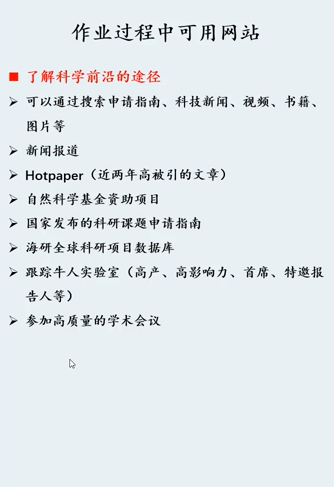 作业过程中可用网站
■ 了解科学前沿的途径
➢ 可以通过搜索申请指南、科技新闻、视频、书籍、
图片等
➢ 新闻报道
➢ Hotpaper（近两年高被引的文章）
➢ 自然科学基金资助项目
➢ 国家发布的科研课题申请指南
➢ 海研全球科研项目数据库
➢ 跟踪牛人实验室（高产、高影响力、首席、特邀报
告人等）
➢ 参加高质量的学术会议